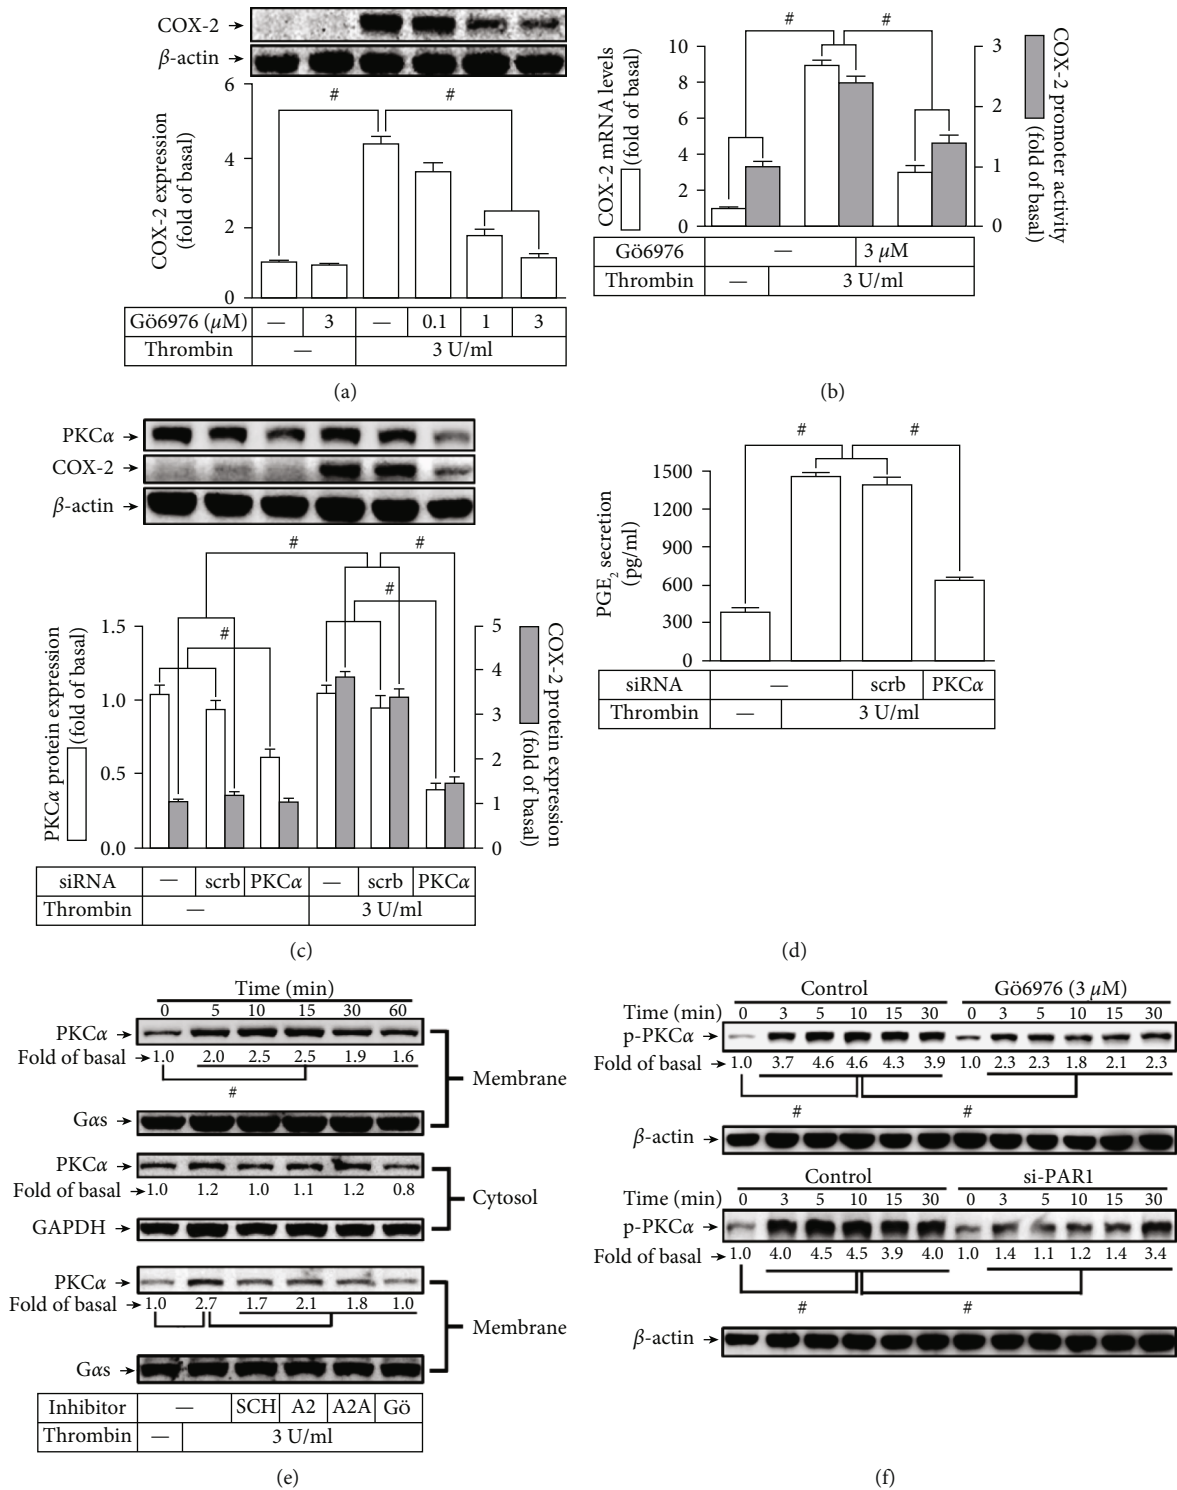 COX-2
β-actin
6
4
2
0
COX-2 expression
(fold of basal)
#
#
Gö6976 (μM) — 3 — 0.1 1 3
Thrombin — 3 U/ml
(a)
#
#
10
8
6
4
2
0
COX-2 mRNA levels
(fold of basal)
3
2
1
0
COX-2 promoter activity
(fold of basal)
Gö6976 — 3 μM
Thrombin — 3 U/ml
(b)
PKCα
COX-2
β-actin
#
#
#
#
1.5
1.0
0.5
0.0
PKCα protein expression
(fold of basal)
5
4
3
2
1
0
COX-2 protein expression
(fold of basal)
siRNA — scrb PKCα — scrb PKCα
Thrombin — 3 U/ml
(c)
#
#
1500
1200
900
600
300
0
PGE2 secretion
(pg/ml)
siRNA — scrb PKCα
Thrombin — 3 U/ml
(d)
Time (min)
0 5 10 15 30 60
PKCα
Fold of basal 1.0 2.0 2.5 2.5 1.9 1.6
#
Membrane
Gαs
PKCα
Fold of basal 1.0 1.2 1.0 1.1 1.2 0.8
Cytosol
GAPDH
PKCα
Fold of basal 1.0 2.7 1.7 2.1 1.8 1.0
Membrane
Gαs
Inhibitor — SCH A2 A2A Gö
Thrombin — 3 U/ml
(e)
Control Gö6976 (3 μM)
Time (min) 0 3 5 10 15 30 0 3 5 10 15 30
p-PKCα
Fold of basal 1.0 3.7 4.6 4.6 4.3 3.9 1.0 2.3 2.3 1.8 2.1 2.3
# #
β-actin
Control si-PAR1
Time (min) 0 3 5 10 15 30 0 3 5 10 15 30
p-PKCα
Fold of basal 1.0 4.0 4.5 4.5 3.9 4.0 1.0 1.4 1.1 1.2 1.4 3.4
# #
β-actin
(f)